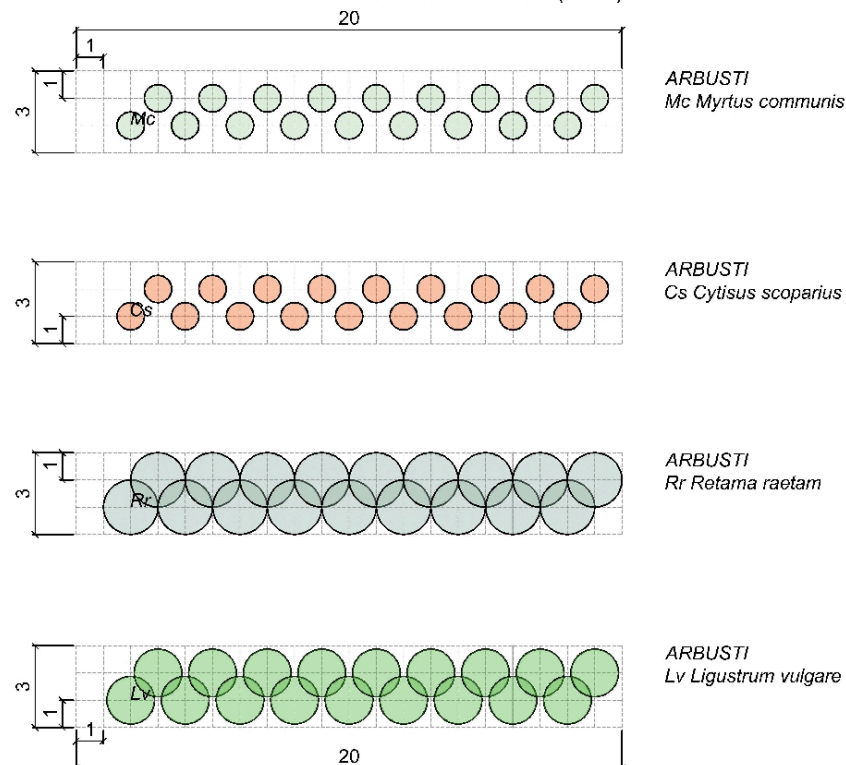 20
1
1
3
Mc
ARBUSTI
Mc Myrtus communis
3
1
Cs
ARBUSTI
Cs Cytisus scoparius
1
3
Rr
ARBUSTI
Rr Retama raetam
3
1
Lv
ARBUSTI
Lv Ligustrum vulgare
1
20